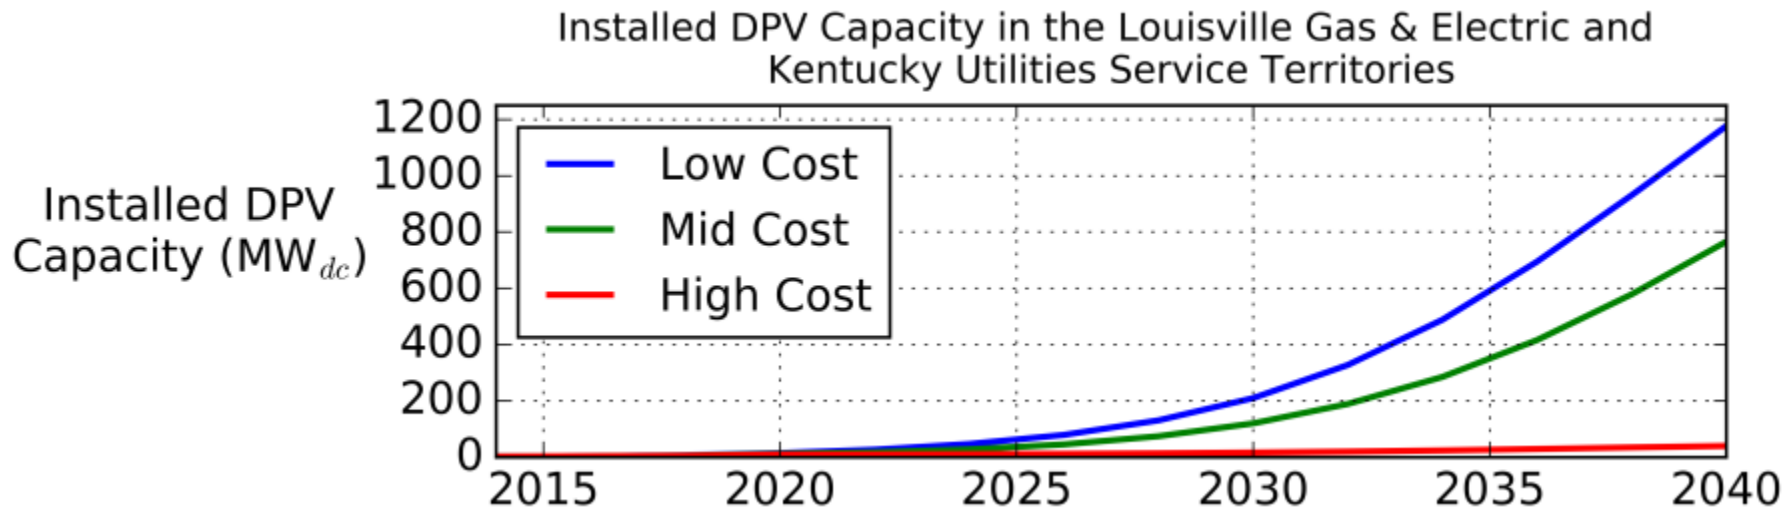 Installed DPV Capacity in the Louisville Gas & Electric and
Kentucky Utilities Service Territories
Installed DPV
Capacity (MWdc)
1200
1000
800
600
400
200
0
Low Cost
Mid Cost
High Cost
2015 2020 2025 2030 2035 2040